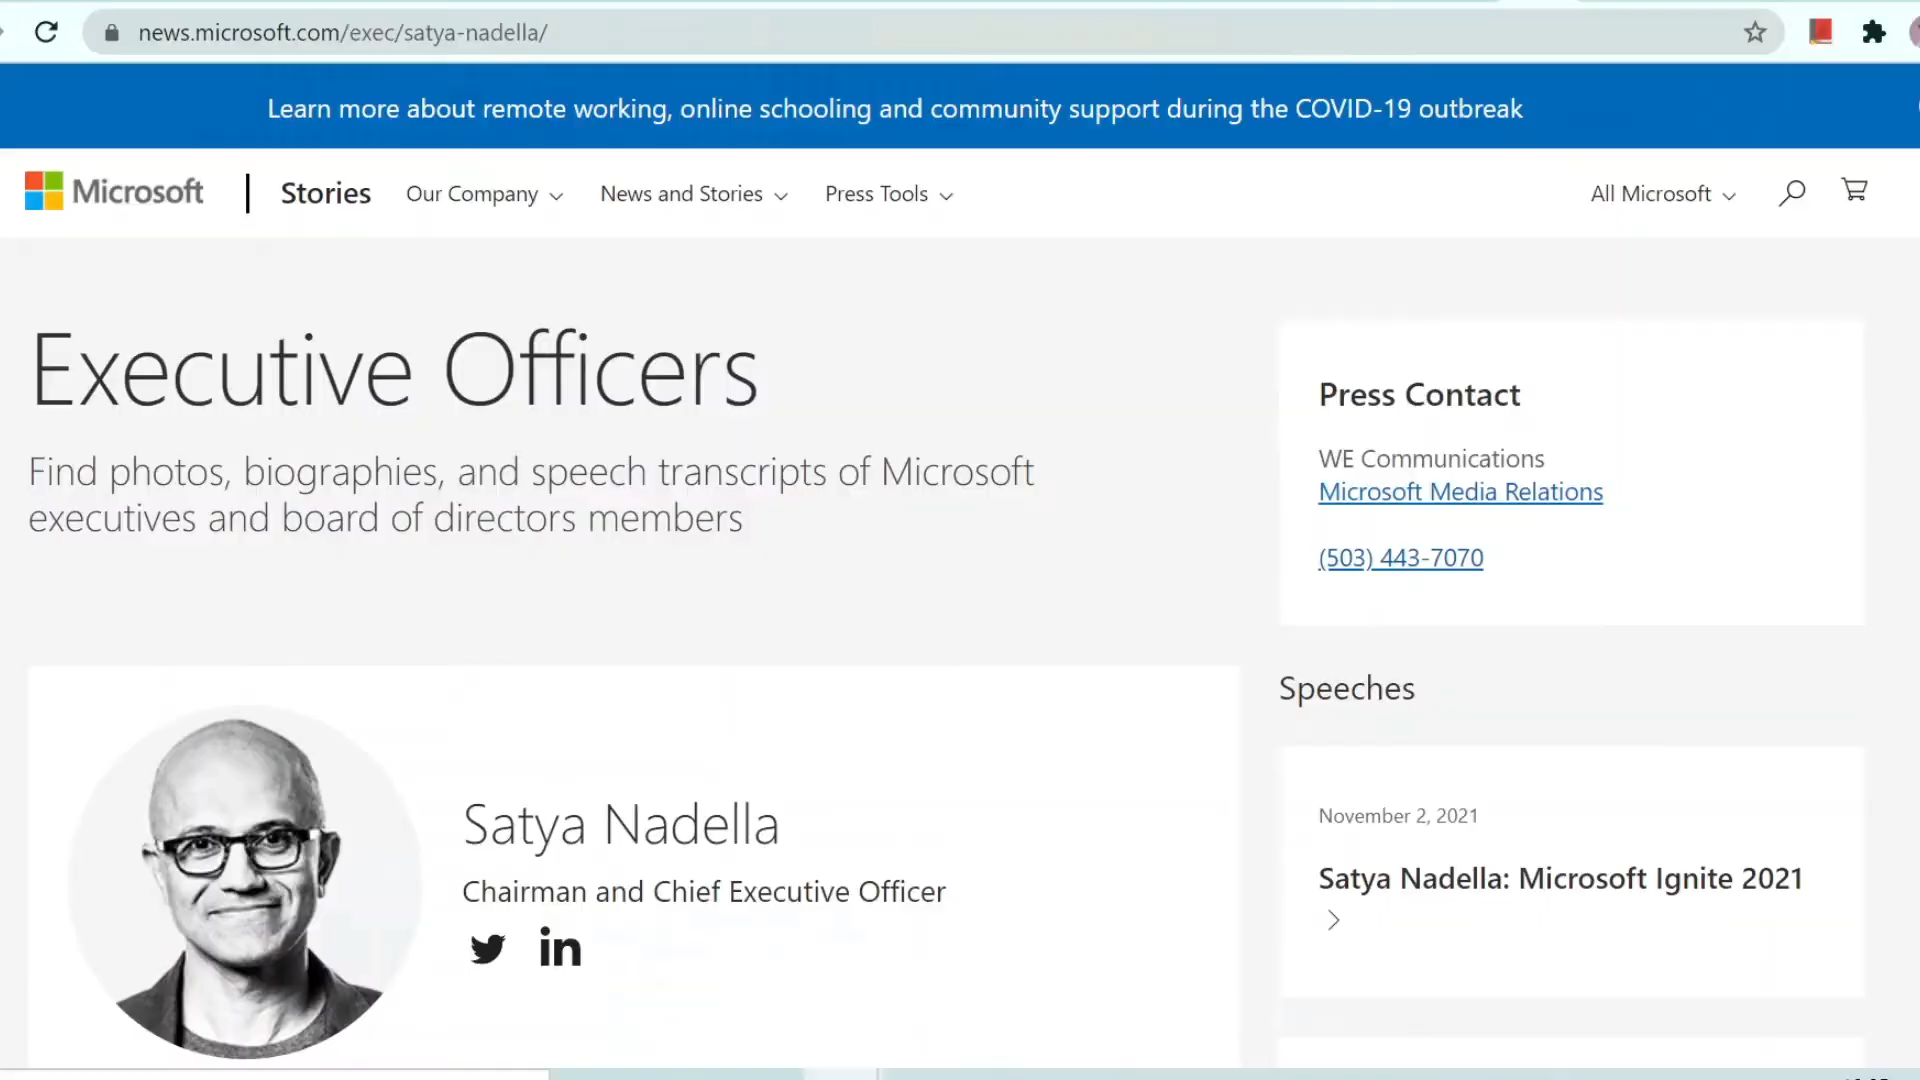 news.microsoft.com/exec/satya-nadella/
Learn more about remote working, online schooling and community support during the COVID-19 outbreak
Microsoft | Stories Our Company News and Stories Press Tools All Microsoft
Executive Officers
Find photos, biographies, and speech transcripts of Microsoft
executives and board of directors members
Press Contact
WE Communications
Microsoft Media Relations
(503) 443-7070
Satya Nadella
Chairman and Chief Executive Officer
in
Speeches
November 2, 2021
Satya Nadella: Microsoft Ignite 2021